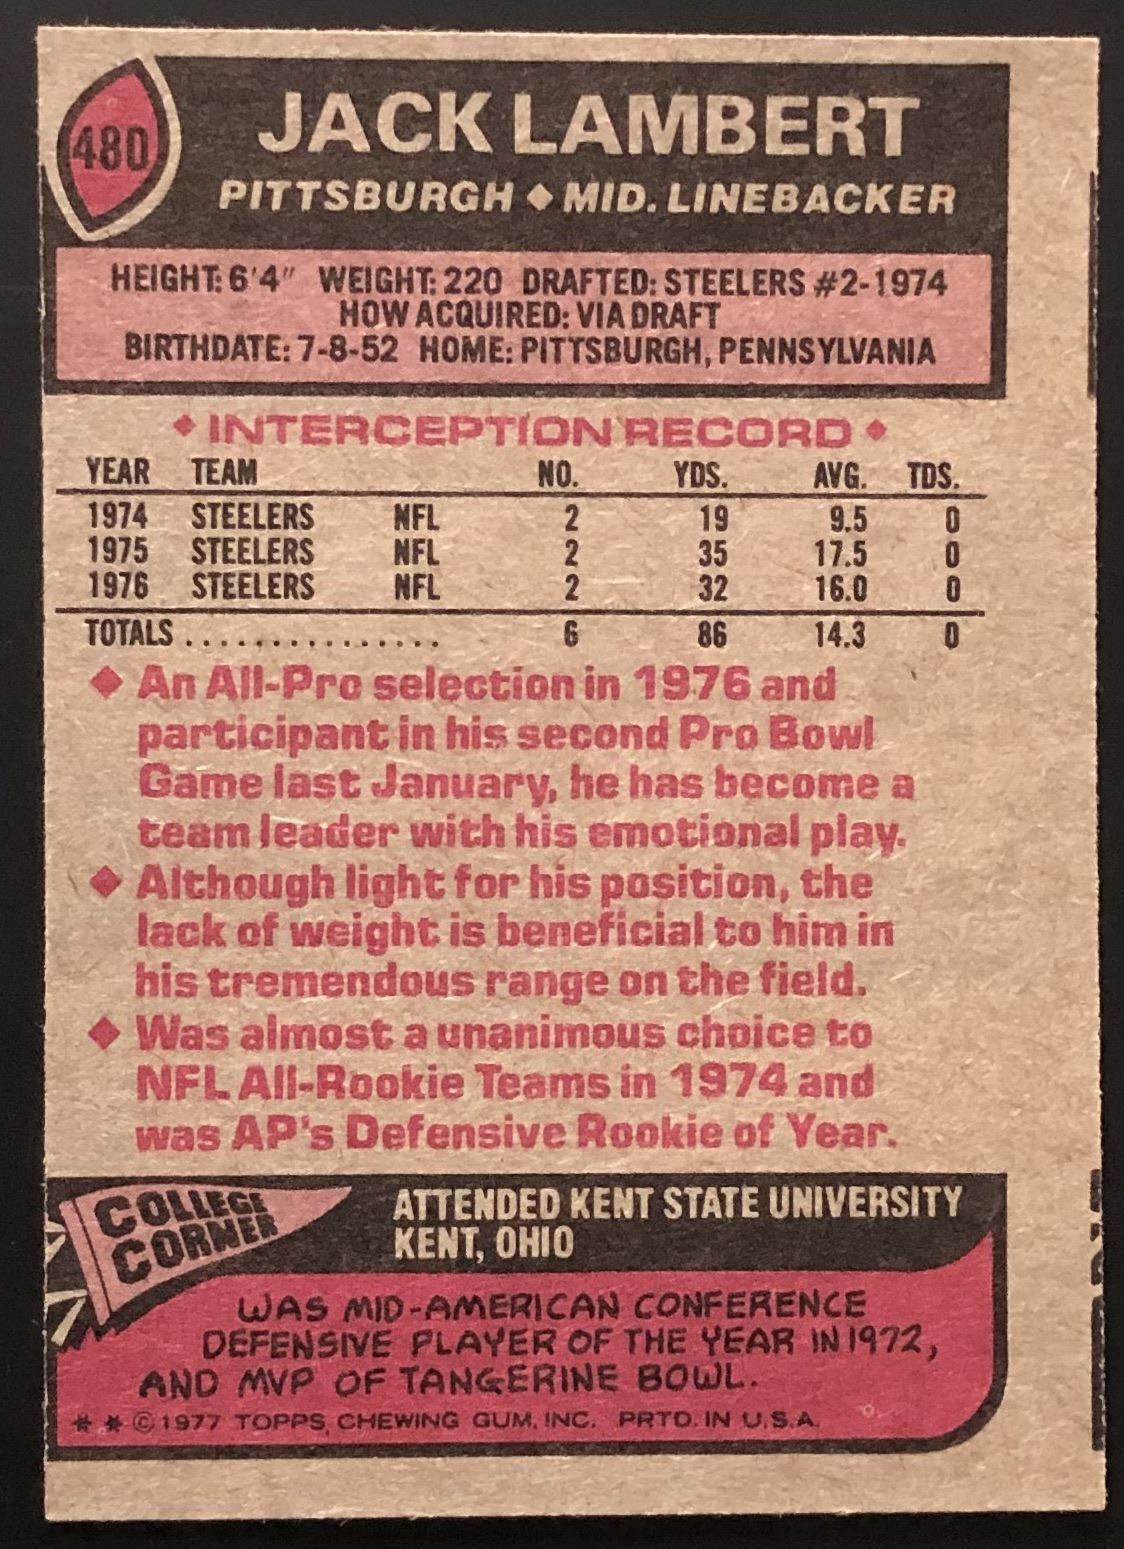 480
JACK LAMBERT
PITTSBURGH ◆ MID. LINEBACKER
HEIGHT: 6'4" WEIGHT: 220 DRAFTED: STEELERS #2-1974
HOW ACQUIRED: VIA DRAFT
BIRTHDATE: 7-8-52 HOME: PITTSBURGH, PENNSYLVANIA
◆ INTERCEPTION RECORD ◆
YEAR TEAM NO. YDS. AVG. TDS.
1974 STEELERS NFL 2 19 9.5 0
1975 STEELERS NFL 2 35 17.5 0
1976 STEELERS NFL 2 32 16.0 0
TOTALS ............... 6 86 14.3 0
◆ An All-Pro selection in 1976 and
participant in his second Pro Bowl
Game last January, he has become a
team leader with his emotional play.
◆ Although light for his position, the
lack of weight is beneficial to him in
his tremendous range on the field.
◆ Was almost a unanimous choice to
NFL All-Rookie Teams in 1974 and
was AP's Defensive Rookie of Year.
COLLEGE
CORNER
ATTENDED KENT STATE UNIVERSITY
KENT, OHIO
WAS MID-AMERICAN CONFERENCE
DEFENSIVE PLAYER OF THE YEAR IN 1972,
AND MVP OF TANGERINE BOWL.
* * © 1977 TOPPS CHEWING GUM, INC. PRTD. IN U.S.A.